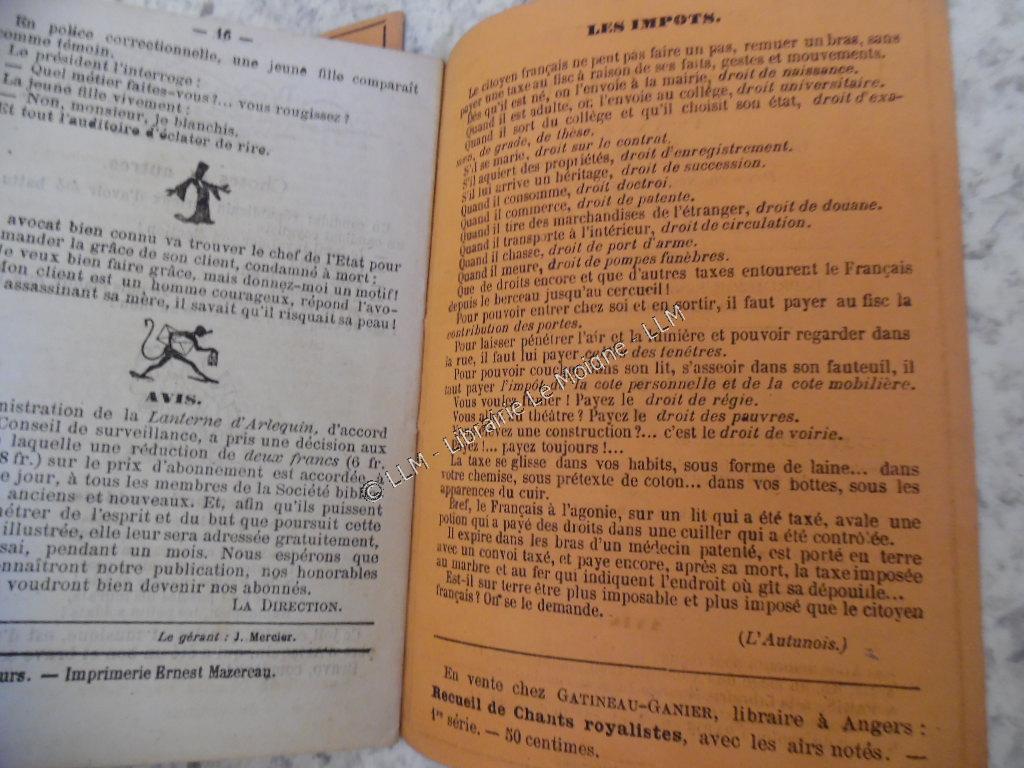 — 16 —
En police correctionnelle, une jeune fille comparaît
comme témoin.
Le président l'interroge :
— Quel métier faites-vous?... vous rougissez?
La jeune fille vivement :
— Non, monsieur, je blanchis.
Et tout l'auditoire d'éclater de rire.
avocat bien connu va trouver le chef de l'Etat pour
mander la grâce de son client, condamné à mort :
Je veux bien faire grâce, mais donnez-moi un motif!
on client est un homme courageux, répond l'avo-
assassinant sa mère, il savait qu'il risquait sa peau!
AVIS.
nistration de la Lanterne d'Arlequin, d'accord
Conseil de surveillance, a pris une décision aux
laquelle une réduction de deux francs (6 fr.
8 fr.) sur le prix d'abonnement est accordée, à
e jour, à tous les membres de la Société bibli
anciens et nouveaux. Et, afin qu'ils puissent
nétrer de l'esprit et du but que poursuit cette
illustrée, elle leur sera adressée gratuitement,
ssai, pendant un mois. Nous espérons que
onnaîtront notre publication, nos honorables
voudront bien devenir nos abonnés.
LA DIRECTION.
Le gérant : J. Mercier.
urs. — Imprimerie Ernest Mazereau.
LES IMPOTS.
Le citoyen français ne peut pas faire un pas, remuer un bras, sans
payer une taxe au fisc à raison de ses faits, gestes et mouvements.
Dès qu'il est né, on l'envoie à la mairie, droit de naissance.
Quand il est adulte, on l'envoie au collège, droit universitaire.
Quand il sort du collège et qu'il choisit son état, droit d'exa-
men, de grade, de thèse.
S'il se marie, droit sur le contrat.
S'il aquiert des propriétés, droit d'enregistrement.
S'il lui arrive un héritage, droit de succession.
Quand il consomme, droit doctroi.
Quand il commerce, droit de patente.
Quand il tire des marchandises de l'étranger, droit de douane.
Quand il transporte à l'intérieur, droit de circulation.
Quand il chasse, droit de port d'arme.
Quand il meure, droit de pompes funèbres.
Que de droits encore et que d'autres taxes entourent le Français
depuis le berceau jusqu'au cercueil!
Pour pouvoir entrer chez soi et en sortir, il faut payer au fisc la
contribution des portes.
Pour laisser pénétrer l'air et la lumière et pouvoir regarder dans
la rue, il faut lui payer des fenêtres.
Pour pouvoir coucher dans son lit, s'asseoir dans son fauteuil, il
faut payer l'impôt la cote personnelle et de la cote mobilière.
Vous voulez fumer! Payez le droit de régie.
Vous allez au théâtre? Payez le droit des pauvres.
Vous élevez une construction?... c'est le droit de voirie.
Payez!... payez toujours!...
La taxe se glisse dans vos habits, sous forme de laine... dans
votre chemise, sous prétexte de coton... dans vos bottes, sous les
apparences du cuir.
Bref, le Français à l'agonie, sur un lit qui a été taxé, avale une
potion qui a payé des droits dans une cuiller qui a été contrôlée.
Il expire dans les bras d'un médecin patenté, est porté en terre
avec un convoi taxé, et paye encore, après sa mort, la taxe imposée
au marbre et au fer qui indiquent l'endroit où gît sa dépouille...
Est-il sur terre être plus imposable et plus imposé que le citoyen
français? On se le demande.
(L'Autunois.)
En vente chez GATINEAU-GANIER, libraire à Angers :
Recueil de Chants royalistes, avec les airs notés. —
1re série. — 50 centimes.
© LLM - Librairie Le Moigne - LLM